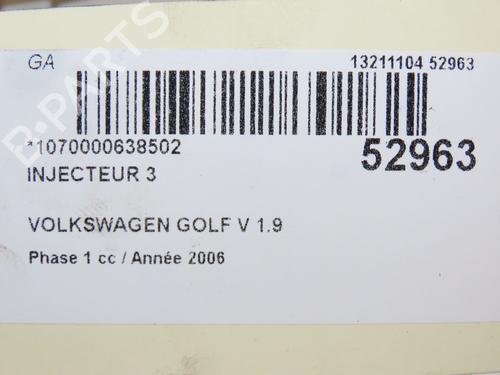 GA
13211104 52963
*1070000638502
52963
INJECTEUR 3
VOLKSWAGEN GOLF V 1.9
Phase 1 cc / Année 2006
B-PARTS